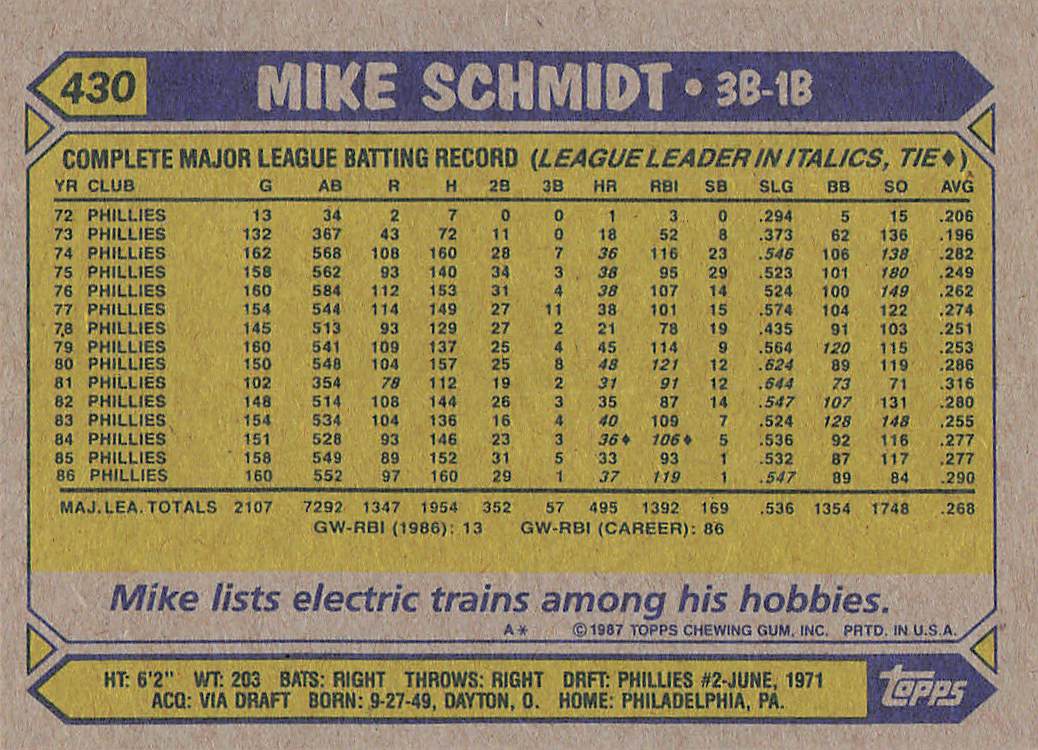 430 MIKE SCHMIDT • 3B-1B
COMPLETE MAJOR LEAGUE BATTING RECORD (LEAGUE LEADER IN ITALICS, TIE♦)
YR CLUB G AB R H 2B 3B HR RBI SB SLG BB SO AVG
72 PHILLIES 13 34 2 7 0 0 1 3 0 .294 5 15 .206
73 PHILLIES 132 367 43 72 11 0 18 52 8 .373 62 136 .196
74 PHILLIES 162 568 108 160 28 7 36 116 23 .546 106 138 .282
75 PHILLIES 158 562 93 140 34 3 38 95 29 .523 101 180 .249
76 PHILLIES 160 584 112 153 31 4 38 107 14 524 100 149 .262
77 PHILLIES 154 544 114 149 27 11 38 101 15 .574 104 122 .274
78 PHILLIES 145 513 93 129 27 2 21 78 19 .435 91 103 .251
79 PHILLIES 160 541 109 137 25 4 45 114 9 .564 120 115 .253
80 PHILLIES 150 548 104 157 25 8 48 121 12 .624 89 119 .286
81 PHILLIES 102 354 78 112 19 2 31 91 12 .644 73 71 .316
82 PHILLIES 148 514 108 144 26 3 35 87 14 .547 107 131 .280
83 PHILLIES 154 534 104 136 16 4 40 109 7 .524 128 148 .255
84 PHILLIES 151 528 93 146 23 3 36♦ 106♦ 5 .536 92 116 .277
85 PHILLIES 158 549 89 152 31 5 33 93 1 .532 87 117 .277
86 PHILLIES 160 552 97 160 29 1 37 119 1 .547 89 84 .290
MAJ. LEA. TOTALS 2107 7292 1347 1954 352 57 495 1392 169 .536 1354 1748 .268
GW-RBI (1986): 13 GW-RBI (CAREER): 86
Mike lists electric trains among his hobbies.
A* ©1987 TOPPS CHEWING GUM, INC. PRTD. IN U.S.A.
HT: 6'2" WT: 203 BATS: RIGHT THROWS: RIGHT DRFT: PHILLIES #2-JUNE, 1971
ACQ: VIA DRAFT BORN: 9-27-49, DAYTON, O. HOME: PHILADELPHIA, PA.
topps